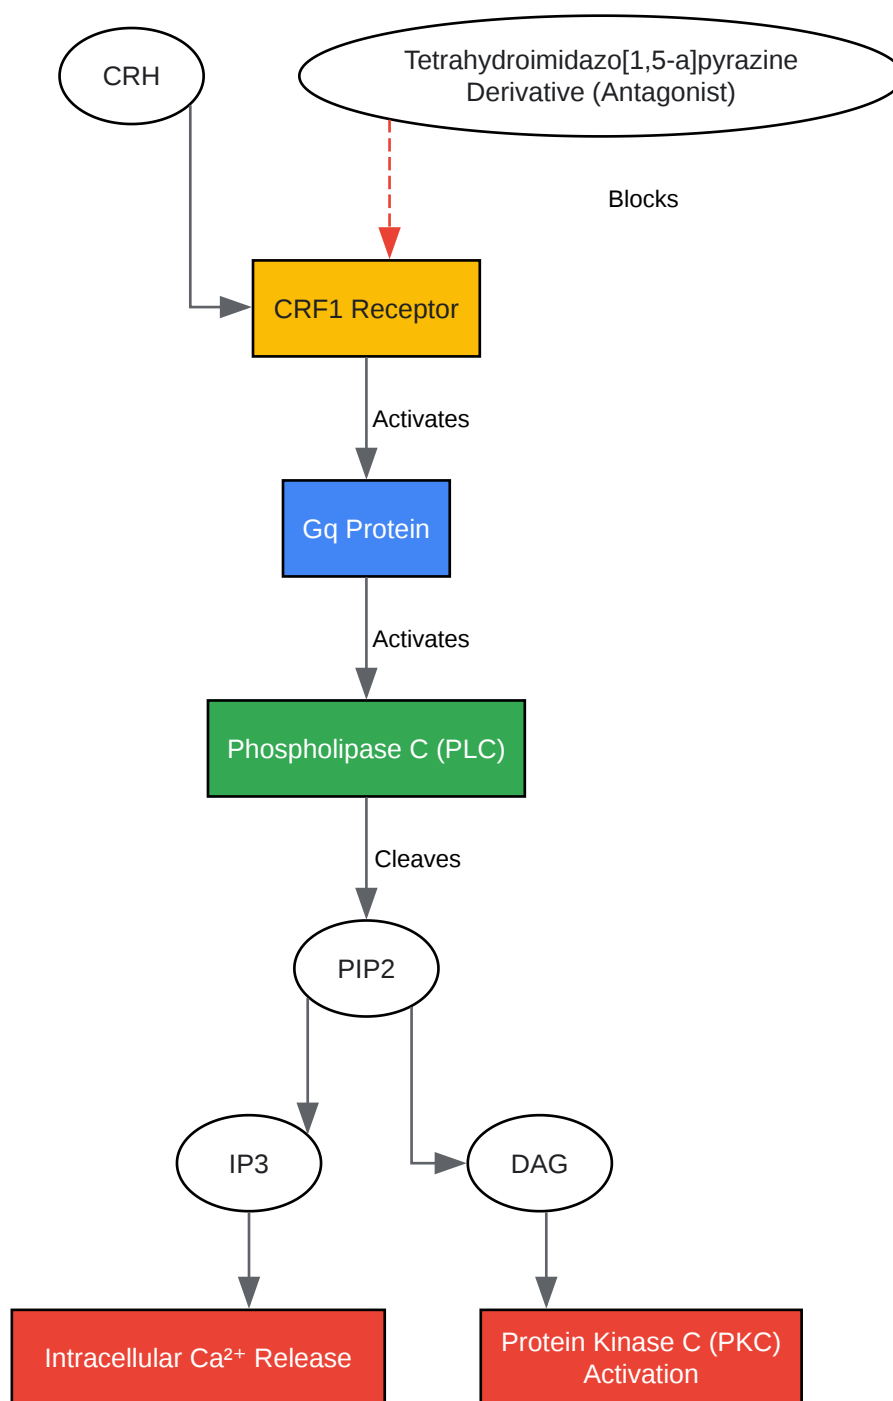 CRH
Tetrahydroimidazo[1,5-a]pyrazine
Derivative (Antagonist)
Blocks
CRF1 Receptor
Activates
Gq Protein
Activates
Phospholipase C (PLC)
Cleaves
PIP2
IP3
DAG
Intracellular Ca²⁺ Release
Protein Kinase C (PKC)
Activation